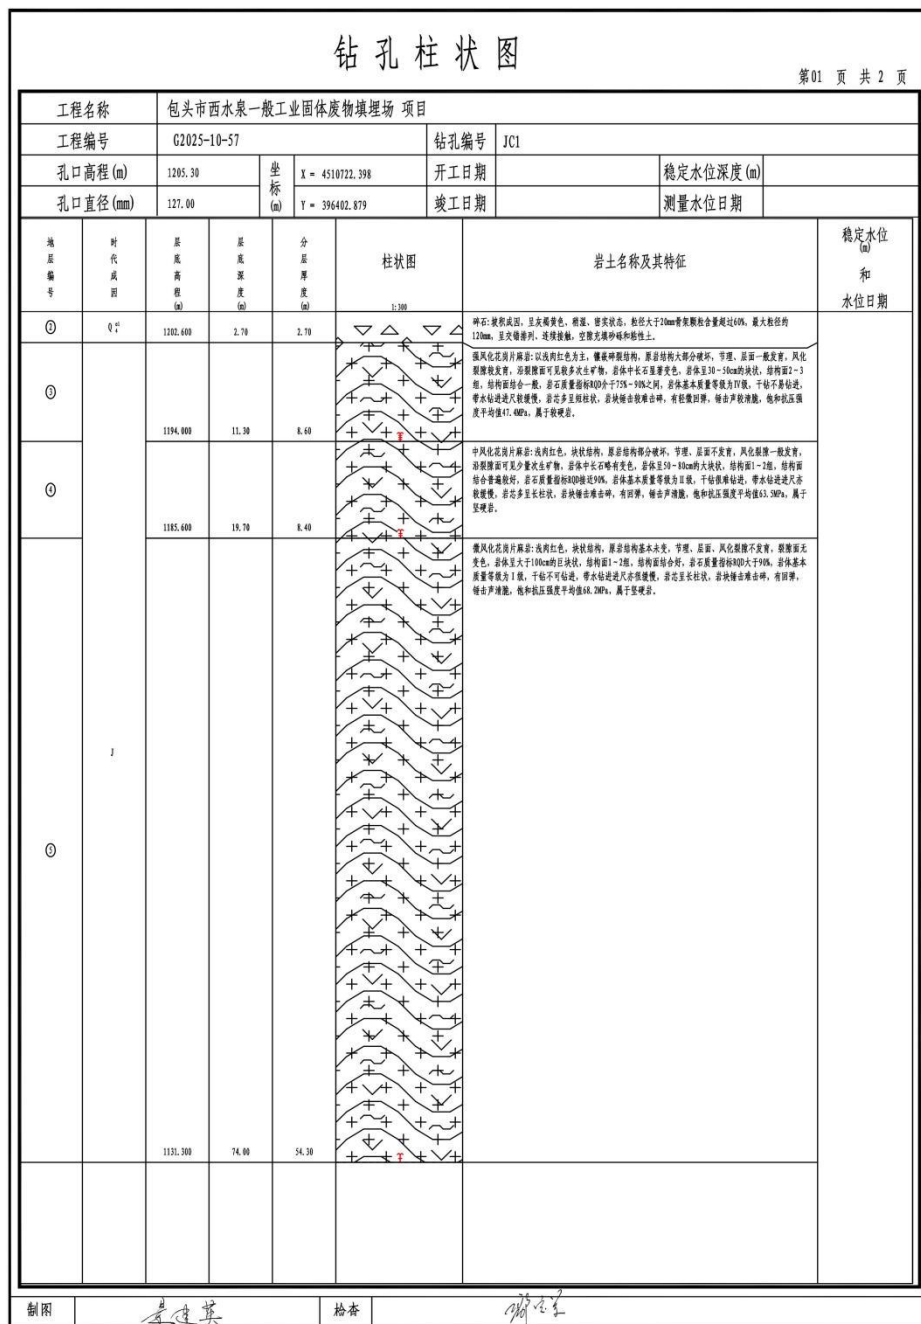 钻孔柱状图
第01 页 共 2 页
工程名称 包头市西水泉一般工业固体废物填埋场 项目
工程编号 G2025-10-57 钻孔编号 JC1
孔口高程(m) 1205.30 坐标(m) X = 4510722.398 开工日期 稳定水位深度(m)
孔口直径(mm) 127.00 Y = 396402.879 竣工日期 测量水位日期
地层编号 时代成因 层底高程(m) 层底深度(m) 分层厚度(m) 柱状图 1:300 岩土名称及其特征 稳定水位(m)和水位日期
② 1202.600 2.70 2.70
碎石:坡积成因，呈灰褐黄色，稍湿、密实状态，粒径大于20mm骨架颗粒含量超过60%，最大粒径约
120mm，呈交错排列、连续接触，空隙充填砂砾和粘性土。
③ 1194.000 11.30 8.60
强风化花岗片麻岩:以浅肉红色为主，镶嵌碎裂结构，原岩结构大部分破坏，节理、层面一般发育，风化
裂隙较发育，沿裂隙面可见较多次生矿物，岩体中长石显著变色，岩体呈30~50cm的块状，结构面2~3
组，结构面结合一般，岩石质量指标RQD介于75%~90%之间，岩体基本质量等级为IV级，干钻不易钻进，
带水钻进进尺较缓慢，岩芯多呈短柱状，岩块锤击较难击碎，有轻微回弹，锤击声较清脆，饱和抗压强
度平均值47.4MPa，属于较硬岩。
④ 1185.600 19.70 8.40
中风化花岗片麻岩:浅肉红色，块状结构，原岩结构部分破坏，节理、层面不发育，风化裂隙一般发育，
沿裂隙面可见少量次生矿物，岩体中长石略有变色，岩体呈50~80cm的大块状，结构面1~2组，结构面
结合普遍较好，岩石质量指标RQD接近90%，岩体基本质量等级为II级，干钻很难钻进，带水钻进进尺亦
较缓慢，岩芯多呈长柱状，岩块锤击难击碎，有回弹，锤击声清脆，饱和抗压强度平均值63.5MPa，属于
坚硬岩。
⑤ J 1131.300 74.00 54.30
微风化花岗片麻岩:浅肉红色，块状结构，原岩结构基本未变，节理、层面、风化裂隙不发育，裂隙面无
变色，岩体呈大于100cm的巨块状，结构面1~2组，结构面结合好，岩石质量指标RQD大于90%，岩体基本
质量等级为I级，干钻不可钻进，带水钻进进尺亦很缓慢，岩芯呈长柱状，岩块锤击难击碎，有回弹，
锤击声清脆，饱和抗压强度平均值68.2MPa，属于坚硬岩。
制图 检查